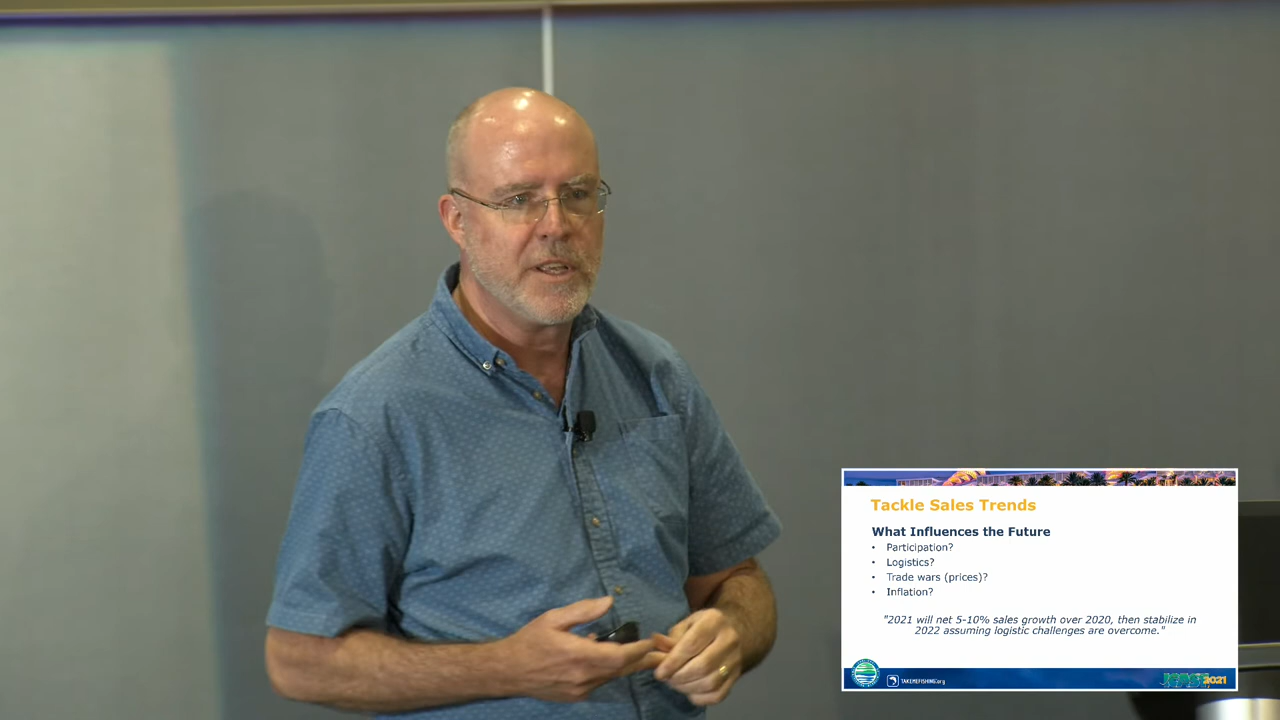 Tackle Sales Trends
What Influences the Future
• Participation?
• Logistics?
• Trade wars (prices)?
• Inflation?
"2021 will net 5-10% sales growth over 2020, then stabilize in
2022 assuming logistic challenges are overcome."
TAKEMEFISHING.org
ICAST 2021